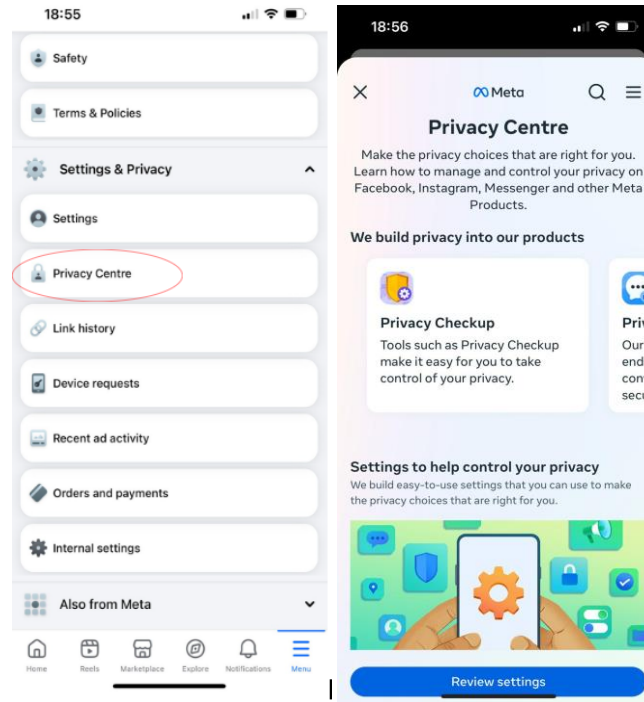 18:55
Safety
Terms & Policies
Settings & Privacy
Settings
Privacy Centre
Link history
Device requests
Recent ad activity
Orders and payments
Internal settings
Also from Meta
Home Reels Marketplace Explore Notifications Menu
18:56
Meta
Privacy Centre
Make the privacy choices that are right for you.
Learn how to manage and control your privacy on
Facebook, Instagram, Messenger and other Meta
Products.
We build privacy into our products
Privacy Checkup
Tools such as Privacy Checkup
make it easy for you to take
control of your privacy.
Our
Settings to help control your privacy
We build easy-to-use settings that you can use to make
the privacy choices that are right for you.
Review settings